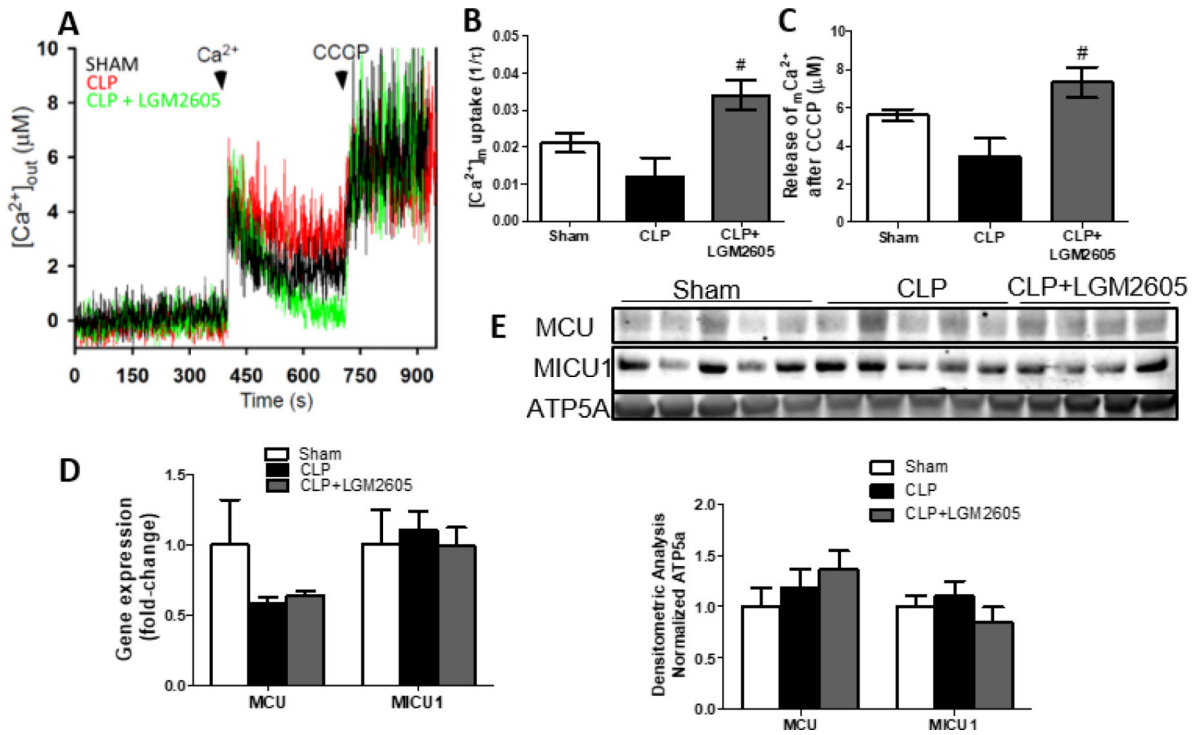 A
SHAM
CLP
CLP + LGM2605
Ca²⁺
CCCP
[Ca²⁺]out (μM)
10
8
6
4
2
0
0 150 300 450 600 750 900
Time (s)
B
[Ca²⁺]m uptake (1/τ)
0.05
0.04
0.03
0.02
0.01
0.00
#
Sham CLP CLP+
LGM2605
C
Release of mCa²⁺
after CCCP (μM)
10
8
6
4
2
0
#
Sham CLP CLP+
LGM2605
E
Sham CLP CLP+LGM2605
MCU
MICU1
ATP5A
D
Sham
CLP
CLP+LGM2605
Gene expression
(fold-change)
1.5
1.0
0.5
0.0
MCU MICU1
Sham
CLP
CLP+LGM2605
Densitometric Analysis
Normalized ATP5a
2.0
1.5
1.0
0.5
0.0
MCU MICU1